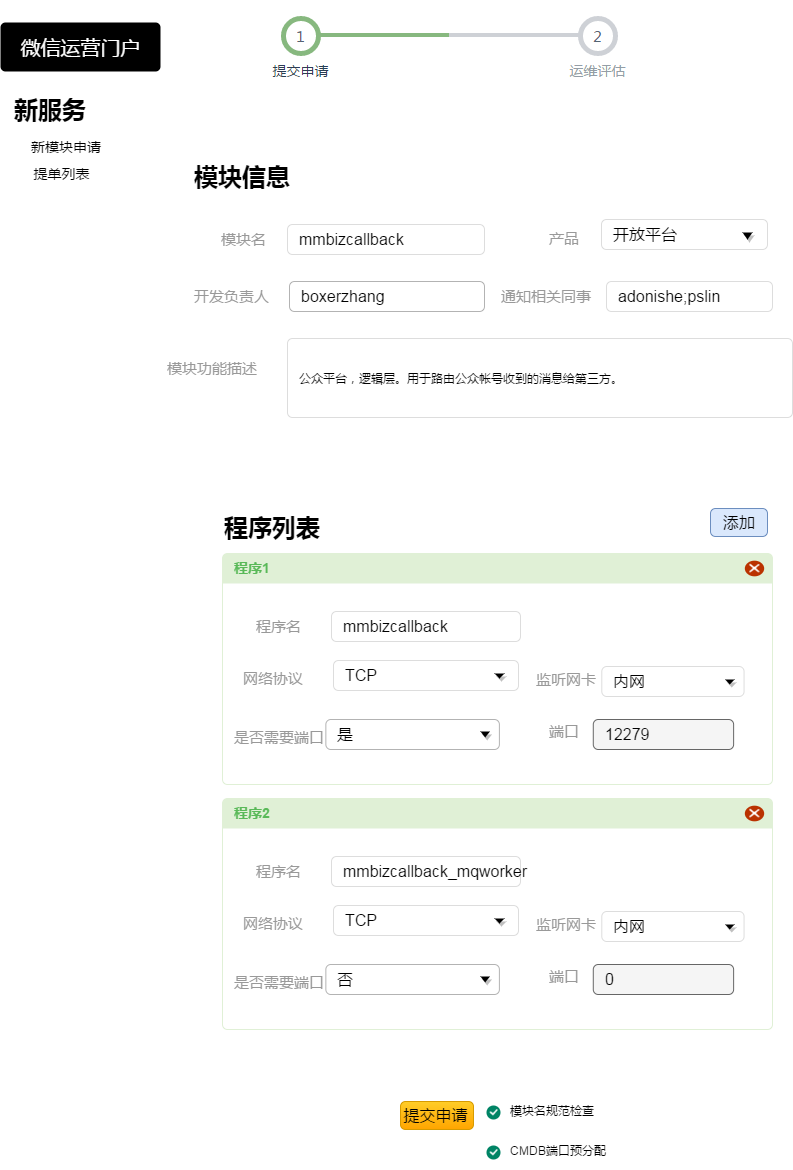 微信运营门户
1
2
提交申请
运维评估
新服务
新模块申请
提单列表
模块信息
模块名 mmbizcallback 产品 开放平台
开发负责人 boxerzhang 通知相关同事 adonishe;pslin
模块功能描述 公众平台，逻辑层。用于路由公众帐号收到的消息给第三方。
程序列表 添加
程序1
程序名 mmbizcallback
网络协议 TCP 监听网卡 内网
是否需要端口 是 端口 12279
程序2
程序名 mmbizcallback_mqworker
网络协议 TCP 监听网卡 内网
是否需要端口 否 端口 0
提交申请 模块名规范检查
CMDB端口预分配